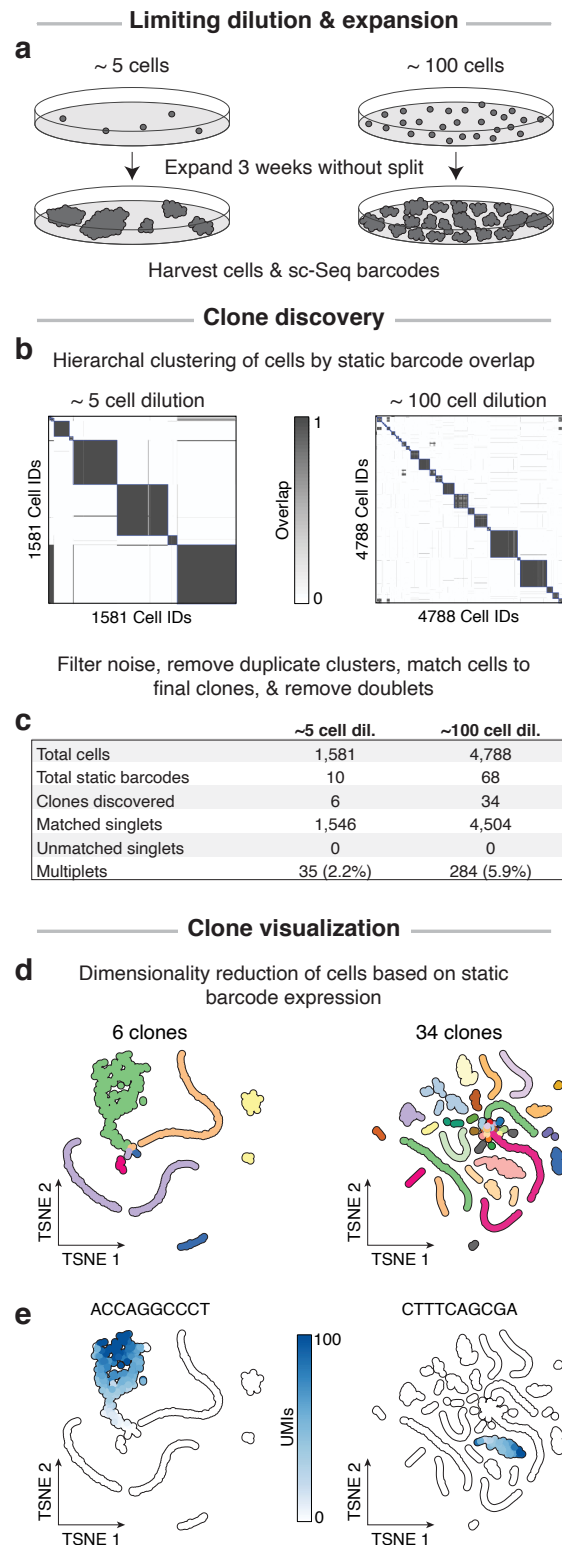 Limiting dilution & expansion
a
~ 5 cells
~ 100 cells
Expand 3 weeks without split
Harvest cells & sc-Seq barcodes
Clone discovery
b
Hierarchal clustering of cells by static barcode overlap
~ 5 cell dilution
~ 100 cell dilution
1581 Cell IDs
1581 Cell IDs
1
Overlap
0
4788 Cell IDs
4788 Cell IDs
Filter noise, remove duplicate clusters, match cells to
final clones, & remove doublets
c
~5 cell dil. ~100 cell dil.
Total cells 1,581 4,788
Total static barcodes 10 68
Clones discovered 6 34
Matched singlets 1,546 4,504
Unmatched singlets 0 0
Multiplets 35 (2.2%) 284 (5.9%)
Clone visualization
d
Dimensionality reduction of cells based on static
barcode expression
6 clones
34 clones
TSNE 2
TSNE 1
TSNE 2
TSNE 1
e
ACCAGGCCCT
CTTTCAGCGA
100
UMIs
0
TSNE 2
TSNE 1
TSNE 2
TSNE 1